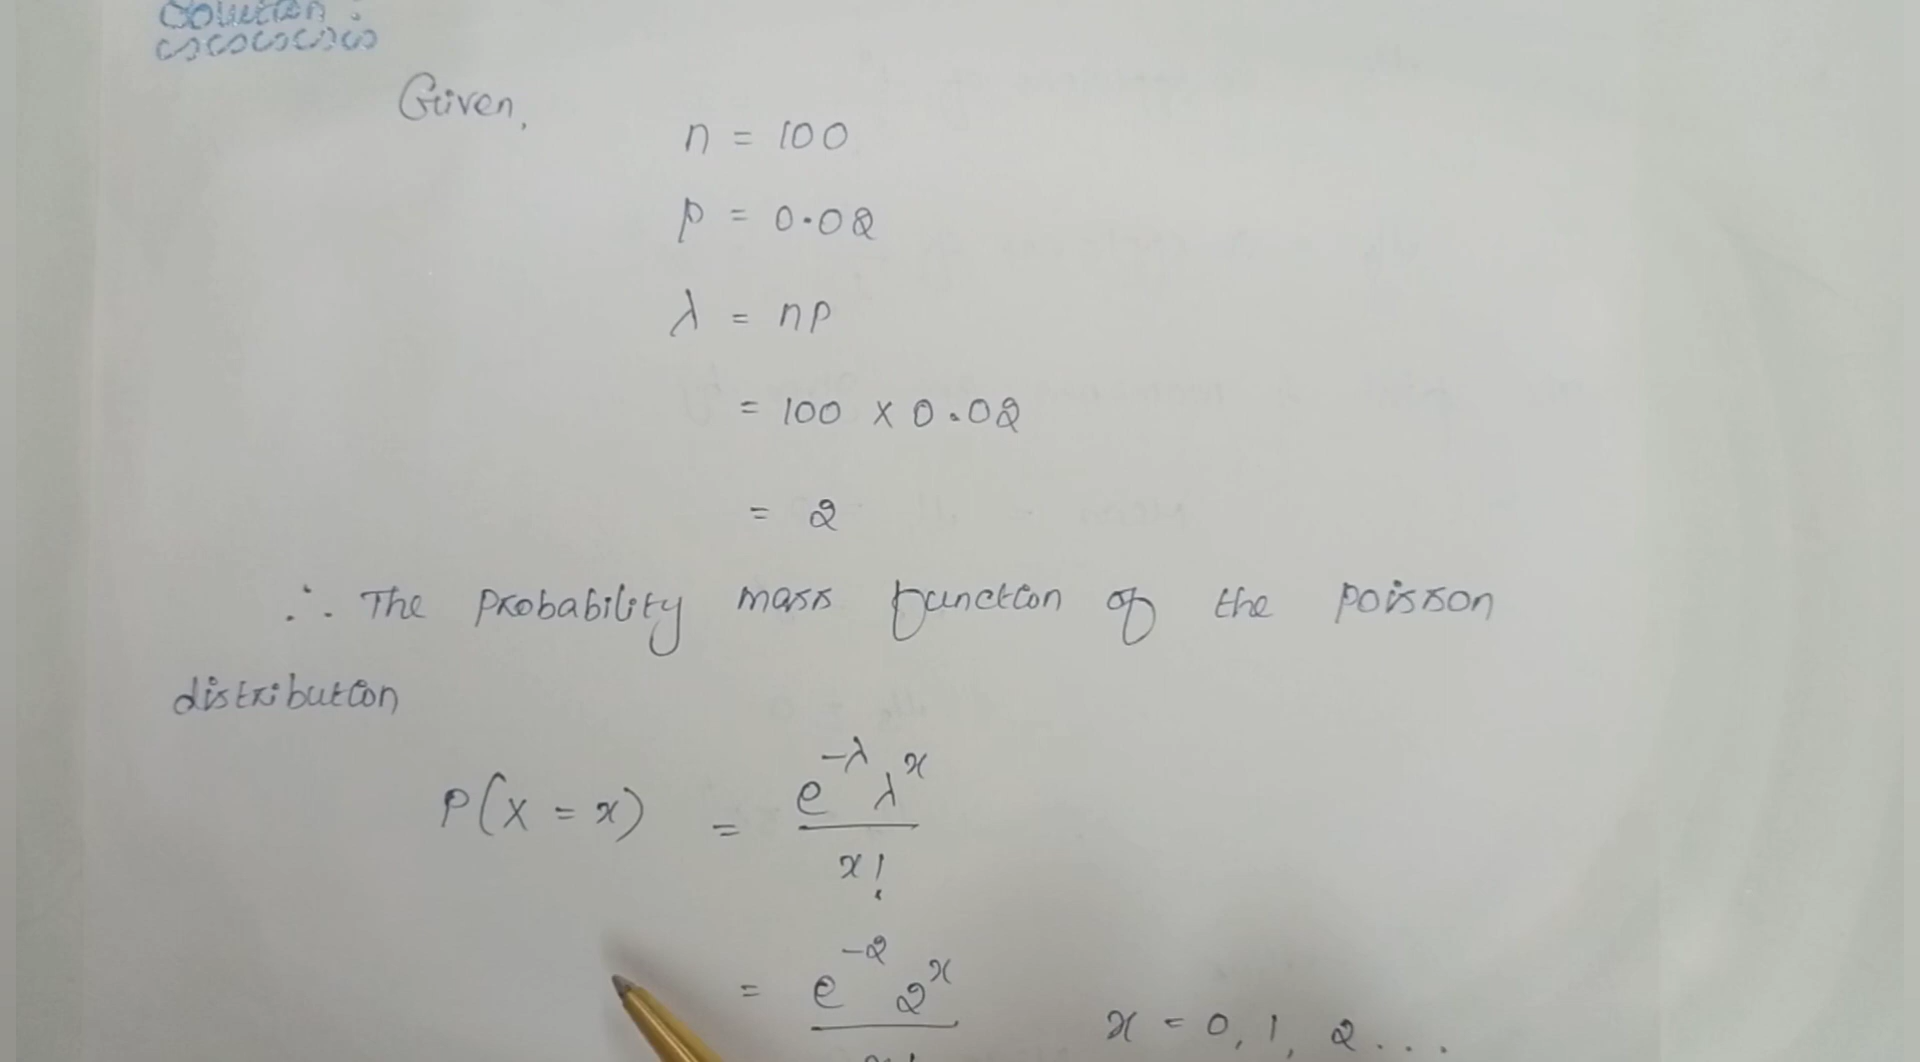 Solution :
Given,
n = 100
p = 0.02
λ = np
= 100 × 0.02
= 2
∴ The probability mass function of the poisson
distribution
P(X = x) = e^-λ λ^x / x!
= e^-2 2^x / x! x = 0, 1, 2 ...